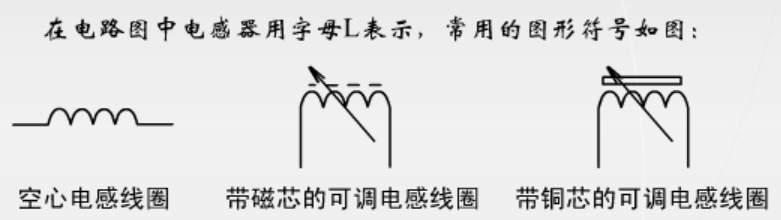 在电路图中电感器用字母L表示，常用的图形符号如图：
空心电感线圈
带磁芯的可调电感线圈
带铜芯的可调电感线圈